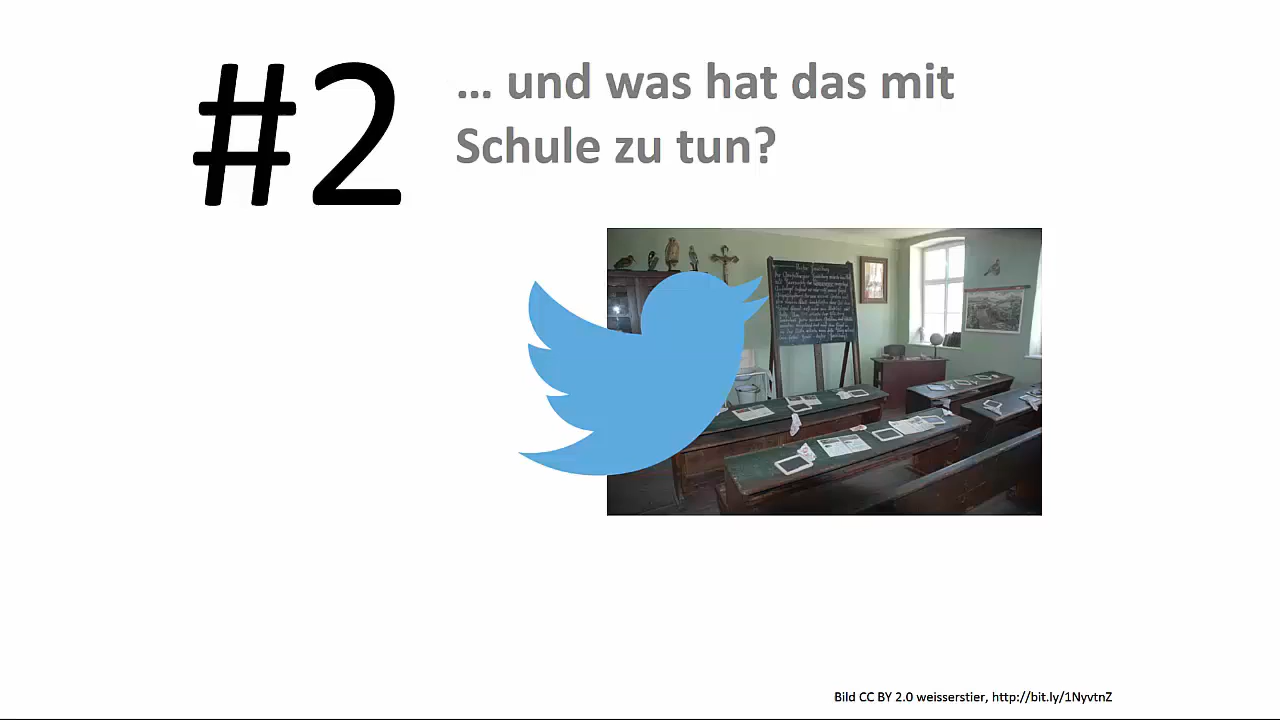 #2
… und was hat das mit
Schule zu tun?
Bild CC BY 2.0 weisserstier, http://bit.ly/1NyvtnZ